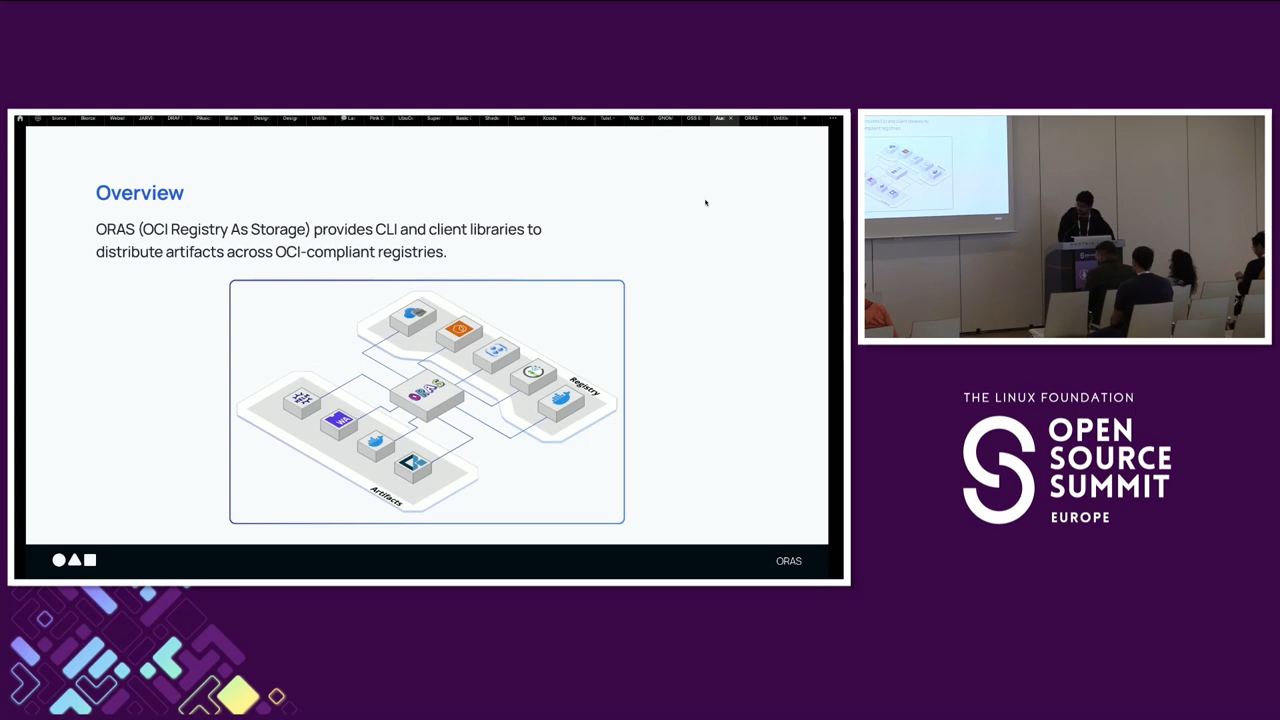 Overview
ORAS (OCI Registry As Storage) provides CLI and client libraries to
distribute artifacts across OCI-compliant registries.
Registry
WA
Artifacts
ORAS
THE LINUX FOUNDATION
OPEN
SOURCE
SUMMIT
EUROPE